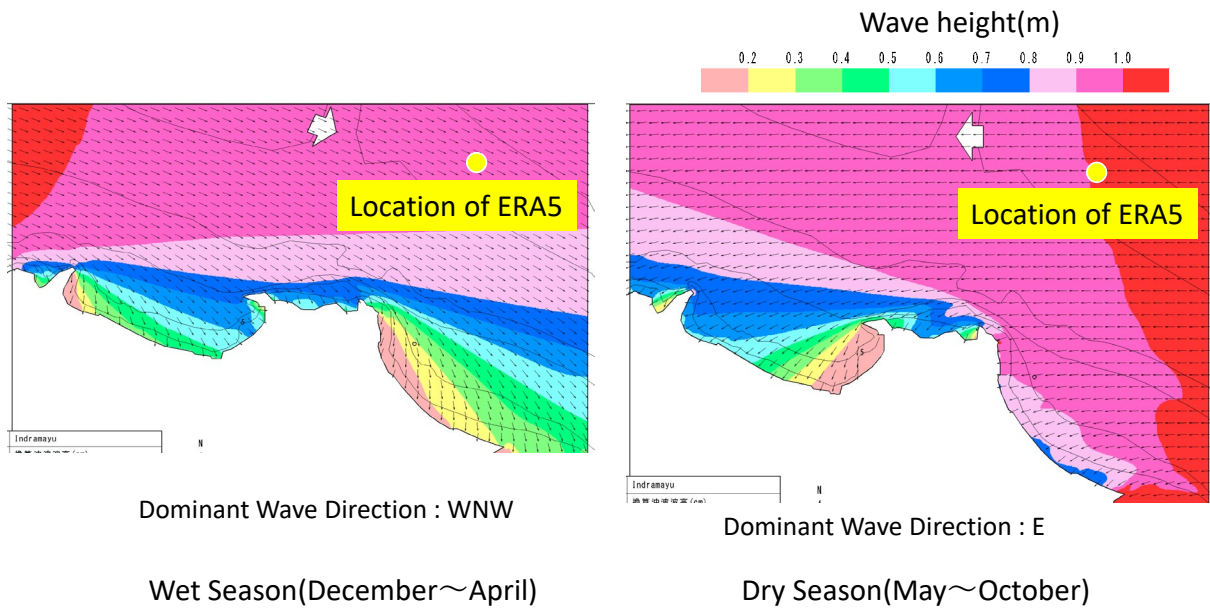 Wave height(m)
0.2 0.3 0.4 0.5 0.6 0.7 0.8 0.9 1.0
Location of ERA5
Location of ERA5
Indramayu
N
Indramayu
N
Dominant Wave Direction : WNW
Dominant Wave Direction : E
Wet Season(December～April)
Dry Season(May～October)